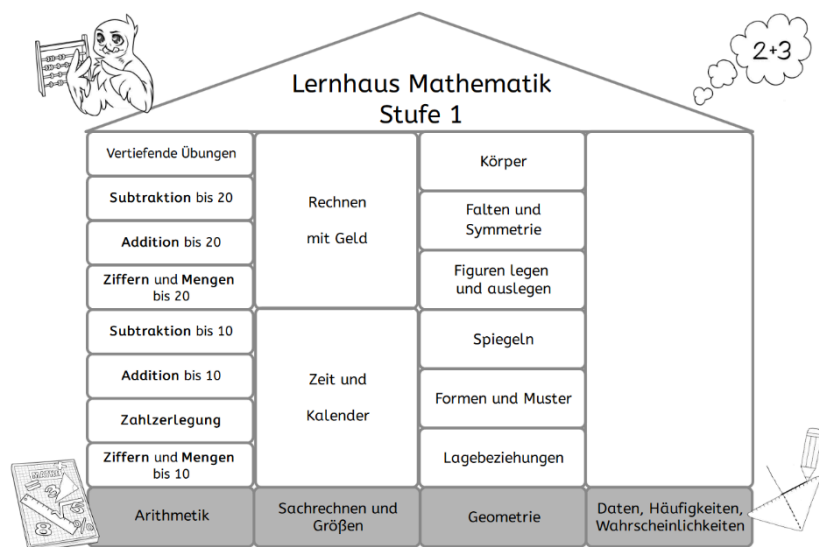 Lernhaus Mathematik
Stufe 1
2+3
Vertiefende Übungen
Subtraktion bis 20
Addition bis 20
Ziffern und Mengen
bis 20
Subtraktion bis 10
Addition bis 10
Zahlzerlegung
Ziffern und Mengen
bis 10
Arithmetik
Rechnen
mit Geld
Zeit und
Kalender
Sachrechnen und
Größen
Körper
Falten und
Symmetrie
Figuren legen
und auslegen
Spiegeln
Formen und Muster
Lagebeziehungen
Geometrie
Daten, Häufigkeiten,
Wahrscheinlichkeiten